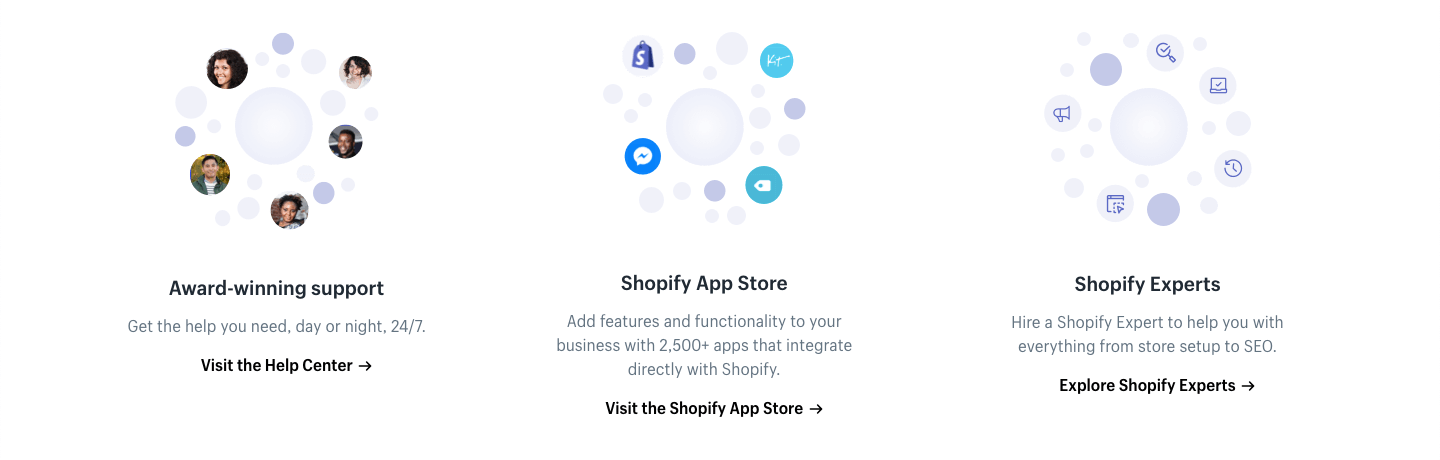 Kit
Award-winning support
Get the help you need, day or night, 24/7.
Visit the Help Center →
Shopify App Store
Add features and functionality to your
business with 2,500+ apps that integrate
directly with Shopify.
Visit the Shopify App Store →
Shopify Experts
Hire a Shopify Expert to help you with
everything from store setup to SEO.
Explore Shopify Experts →